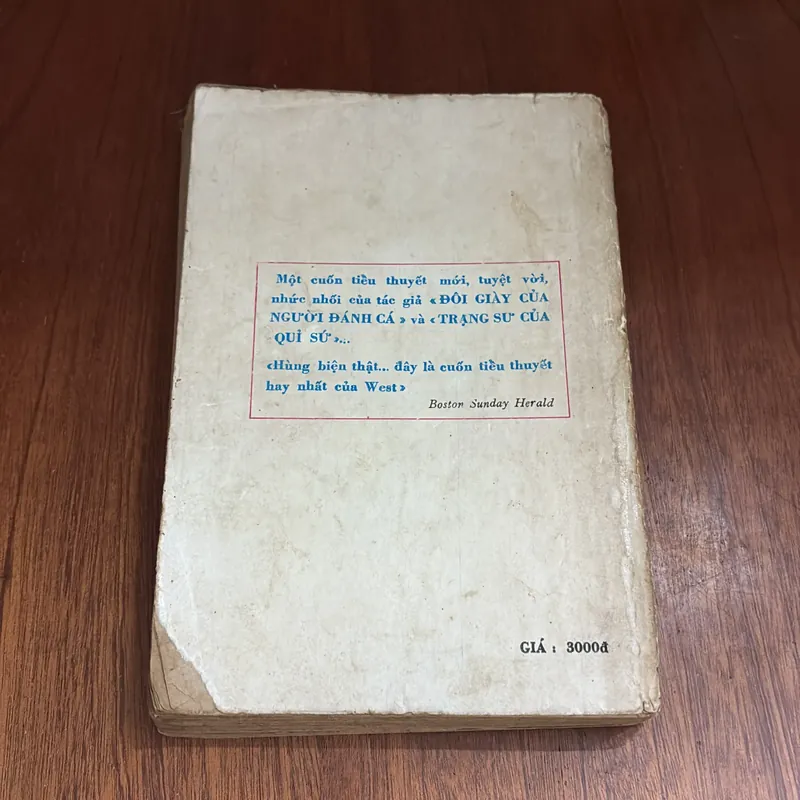 Một cuốn tiểu thuyết mới, tuyệt vời,
nhức nhối của tác giả «ĐÔI GIÀY CỦA
NGƯỜI ĐÁNH CÁ» và «TRẠNG SƯ CỦA
QUỈ SỨ»...
«Hùng biện thật... đây là cuốn tiểu thuyết
hay nhất của West»
Boston Sunday Herald
GIÁ : 3000đ